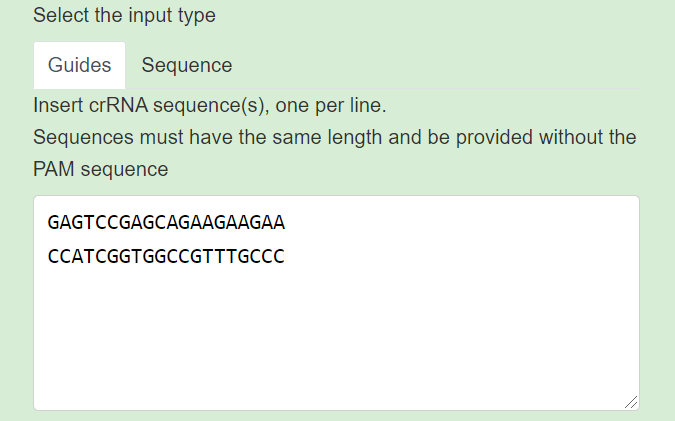 Select the input type
Guides Sequence
Insert crRNA sequence(s), one per line.
Sequences must have the same length and be provided without the
PAM sequence
GAGTCCGAGCAGAAGAAGAA
CCATCGGTGGCCGTTTGCCC